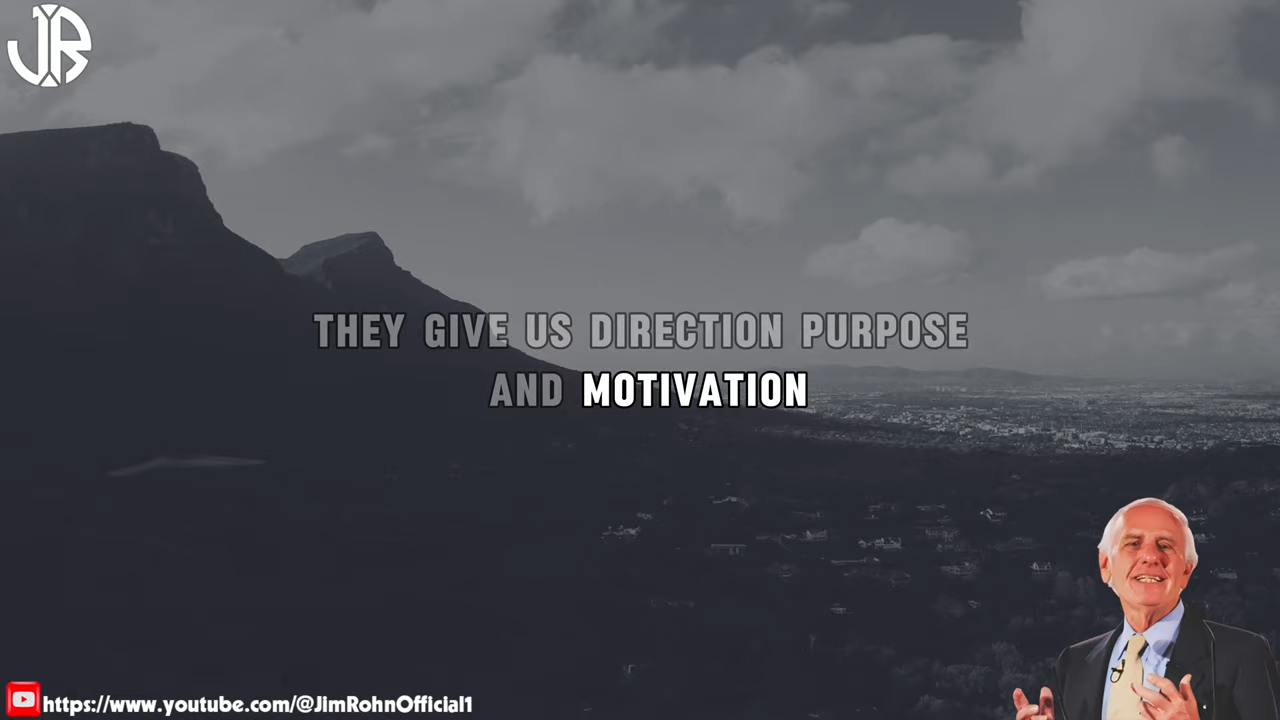 JR
THEY GIVE US DIRECTION PURPOSE
AND MOTIVATION
https://www.youtube.com/@JimRohnOfficial1